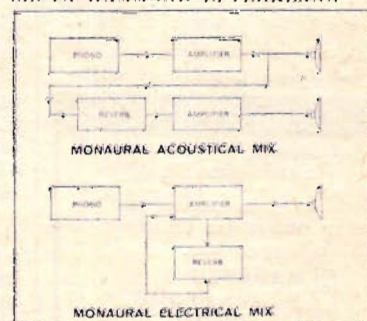 PHONO AMPLIFIER
REVERB AMPLIFIER
MONAURAL ACOUSTICAL MIX
PHONO AMPLIFIER
REVERB
MONAURAL ELECTRICAL MIX